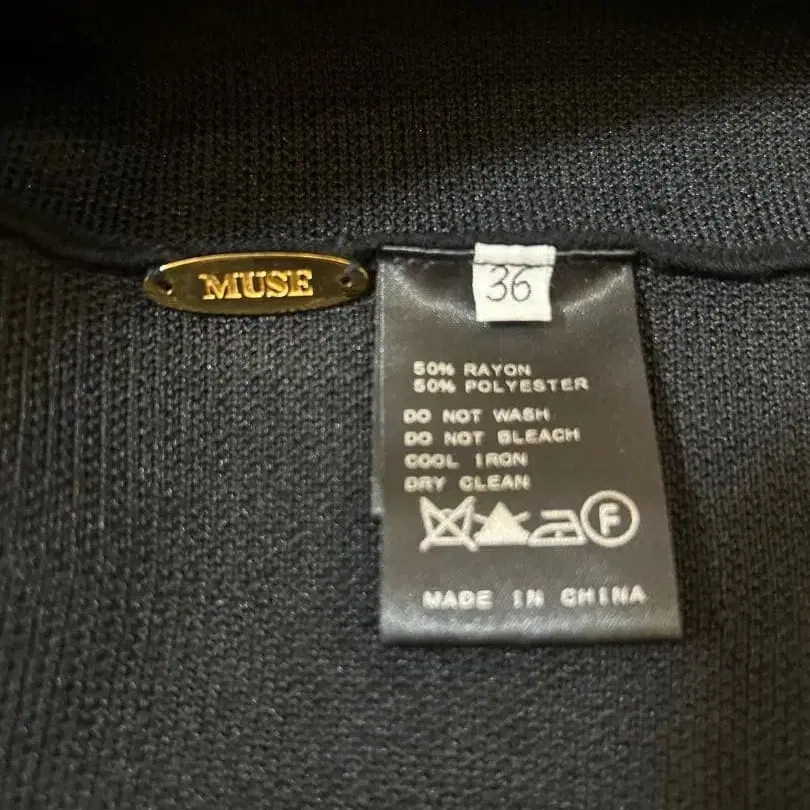 MUSE
36
50% RAYON
50% POLYESTER
DO NOT WASH
DO NOT BLEACH
COOL IRON
DRY CLEAN
F
MADE IN CHINA